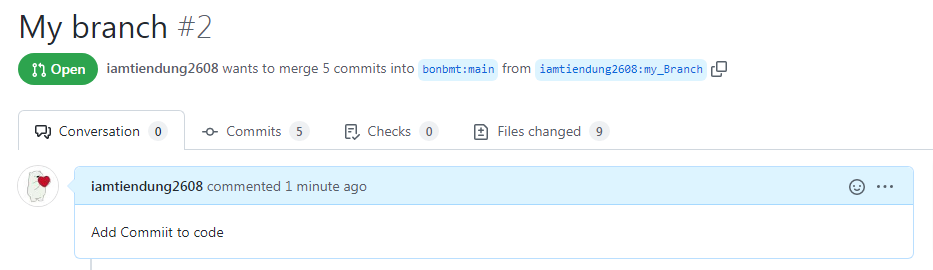 My branch #2
Open iamtiendung2608 wants to merge 5 commits into bonbmt:main from iamtiendung2608:my_Branch
Conversation 0 Commits 5 Checks 0 Files changed 9
iamtiendung2608 commented 1 minute ago
Add Commiit to code